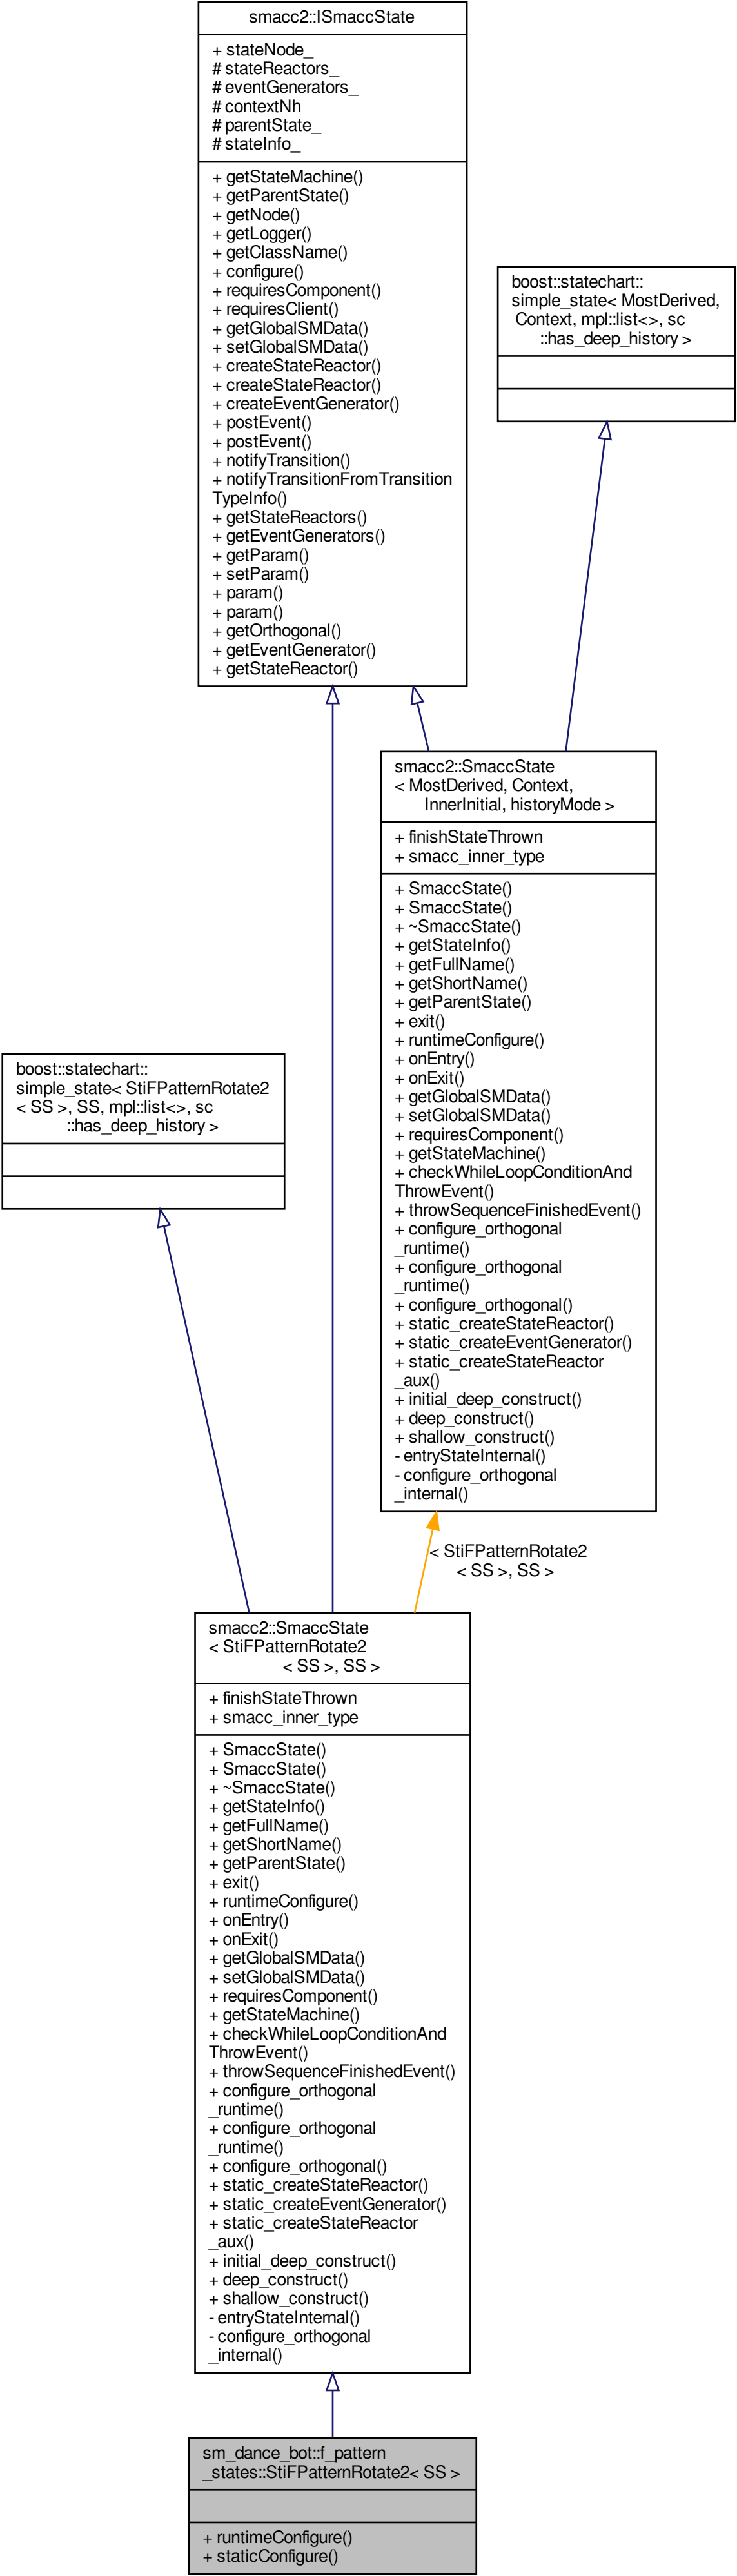 smacc2::ISmaccState
+ stateNode_
# stateReactors_
# eventGenerators_
# contextNh
# parentState_
# stateInfo_
+ getStateMachine()
+ getParentState()
+ getNode()
+ getLogger()
+ getClassName()
+ configure()
+ requiresComponent()
+ requiresClient()
+ getGlobalSMData()
+ setGlobalSMData()
+ createStateReactor()
+ createStateReactor()
+ createEventGenerator()
+ postEvent()
+ postEvent()
+ notifyTransition()
+ notifyTransitionFromTransition
TypeInfo()
+ getStateReactors()
+ getEventGenerators()
+ getParam()
+ setParam()
+ param()
+ param()
+ getOrthogonal()
+ getEventGenerator()
+ getStateReactor()
boost::statechart::
simple_state< MostDerived,
Context, mpl::list<>, sc
::has_deep_history >
smacc2::SmaccState
< MostDerived, Context,
InnerInitial, historyMode >
+ finishStateThrown
+ smacc_inner_type
+ SmaccState()
+ SmaccState()
+ ~SmaccState()
+ getStateInfo()
+ getFullName()
+ getShortName()
+ getParentState()
+ exit()
+ runtimeConfigure()
+ onEntry()
+ onExit()
+ getGlobalSMData()
+ setGlobalSMData()
+ requiresComponent()
+ getStateMachine()
+ checkWhileLoopConditionAnd
ThrowEvent()
+ throwSequenceFinishedEvent()
+ configure_orthogonal
_runtime()
+ configure_orthogonal
_runtime()
+ configure_orthogonal()
+ static_createStateReactor()
+ static_createEventGenerator()
+ static_createStateReactor
_aux()
+ initial_deep_construct()
+ deep_construct()
+ shallow_construct()
- entryStateInternal()
- configure_orthogonal
_internal()
boost::statechart::
simple_state< StiFPatternRotate2
< SS >, SS, mpl::list<>, sc
::has_deep_history >
< StiFPatternRotate2
< SS >, SS >
smacc2::SmaccState
< StiFPatternRotate2
< SS >, SS >
+ finishStateThrown
+ smacc_inner_type
+ SmaccState()
+ SmaccState()
+ ~SmaccState()
+ getStateInfo()
+ getFullName()
+ getShortName()
+ getParentState()
+ exit()
+ runtimeConfigure()
+ onEntry()
+ onExit()
+ getGlobalSMData()
+ setGlobalSMData()
+ requiresComponent()
+ getStateMachine()
+ checkWhileLoopConditionAnd
ThrowEvent()
+ throwSequenceFinishedEvent()
+ configure_orthogonal
_runtime()
+ configure_orthogonal
_runtime()
+ configure_orthogonal()
+ static_createStateReactor()
+ static_createEventGenerator()
+ static_createStateReactor
_aux()
+ initial_deep_construct()
+ deep_construct()
+ shallow_construct()
- entryStateInternal()
- configure_orthogonal
_internal()
sm_dance_bot::f_pattern
_states::StiFPatternRotate2< SS >
+ runtimeConfigure()
+ staticConfigure()